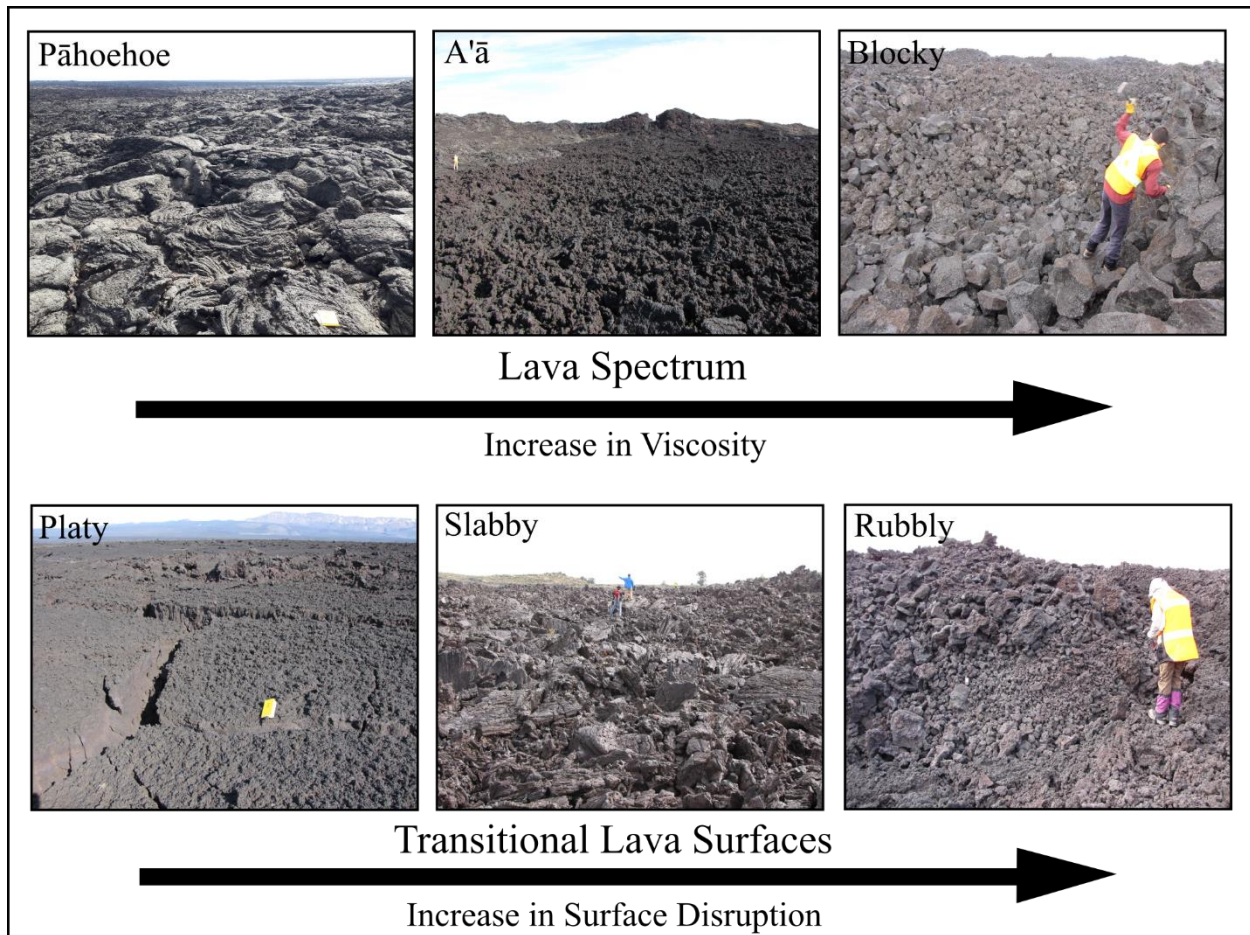 Pāhoehoe
A'ā
Blocky
Lava Spectrum
Increase in Viscosity
Platy
Slabby
Rubbly
Transitional Lava Surfaces
Increase in Surface Disruption